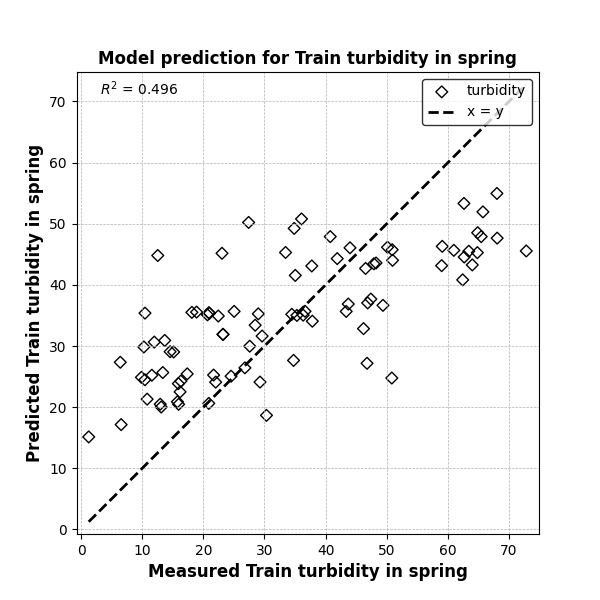 Model prediction for Train turbidity in spring
R² = 0.496
turbidity
x = y
Predicted Train turbidity in spring
70
60
50
40
30
20
10
0
0 10 20 30 40 50 60 70
Measured Train turbidity in spring